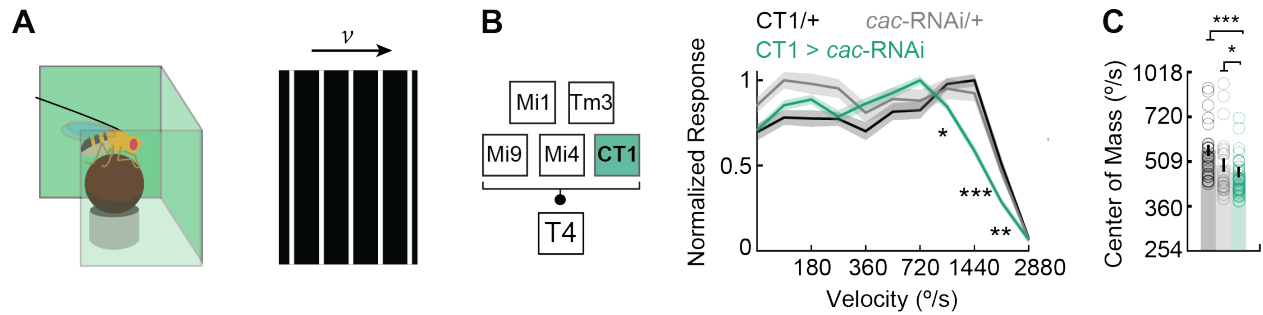 A
v
B
Mi1
Tm3
Mi9
Mi4
CT1
T4
CT1/+
cac-RNAi/+
CT1 > cac-RNAi
Normalized Response
1
0.5
0
*
***
**
180
360
720
1440
2880
Velocity (º/s)
C
***
*
Center of Mass (º/s)
1018
720
509
360
254